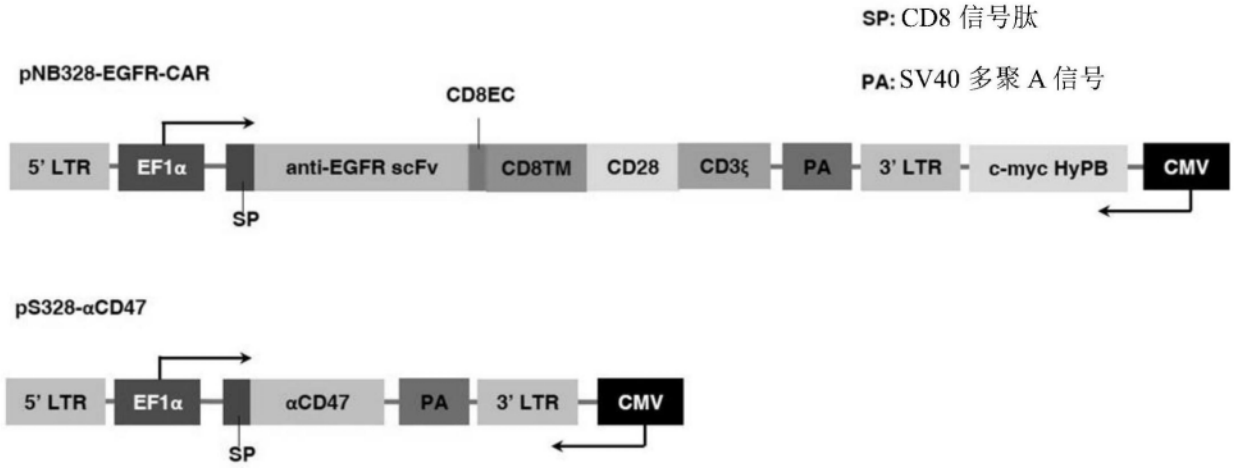 SP: CD8 信号肽
pNB328-EGFR-CAR
PA: SV40 多聚 A 信号
CD8EC
5' LTR EF1α anti-EGFR scFv CD8TM CD28 CD3ξ PA 3' LTR c-myc HyPB CMV
SP
pS328-αCD47
5' LTR EF1α αCD47 PA 3' LTR CMV
SP